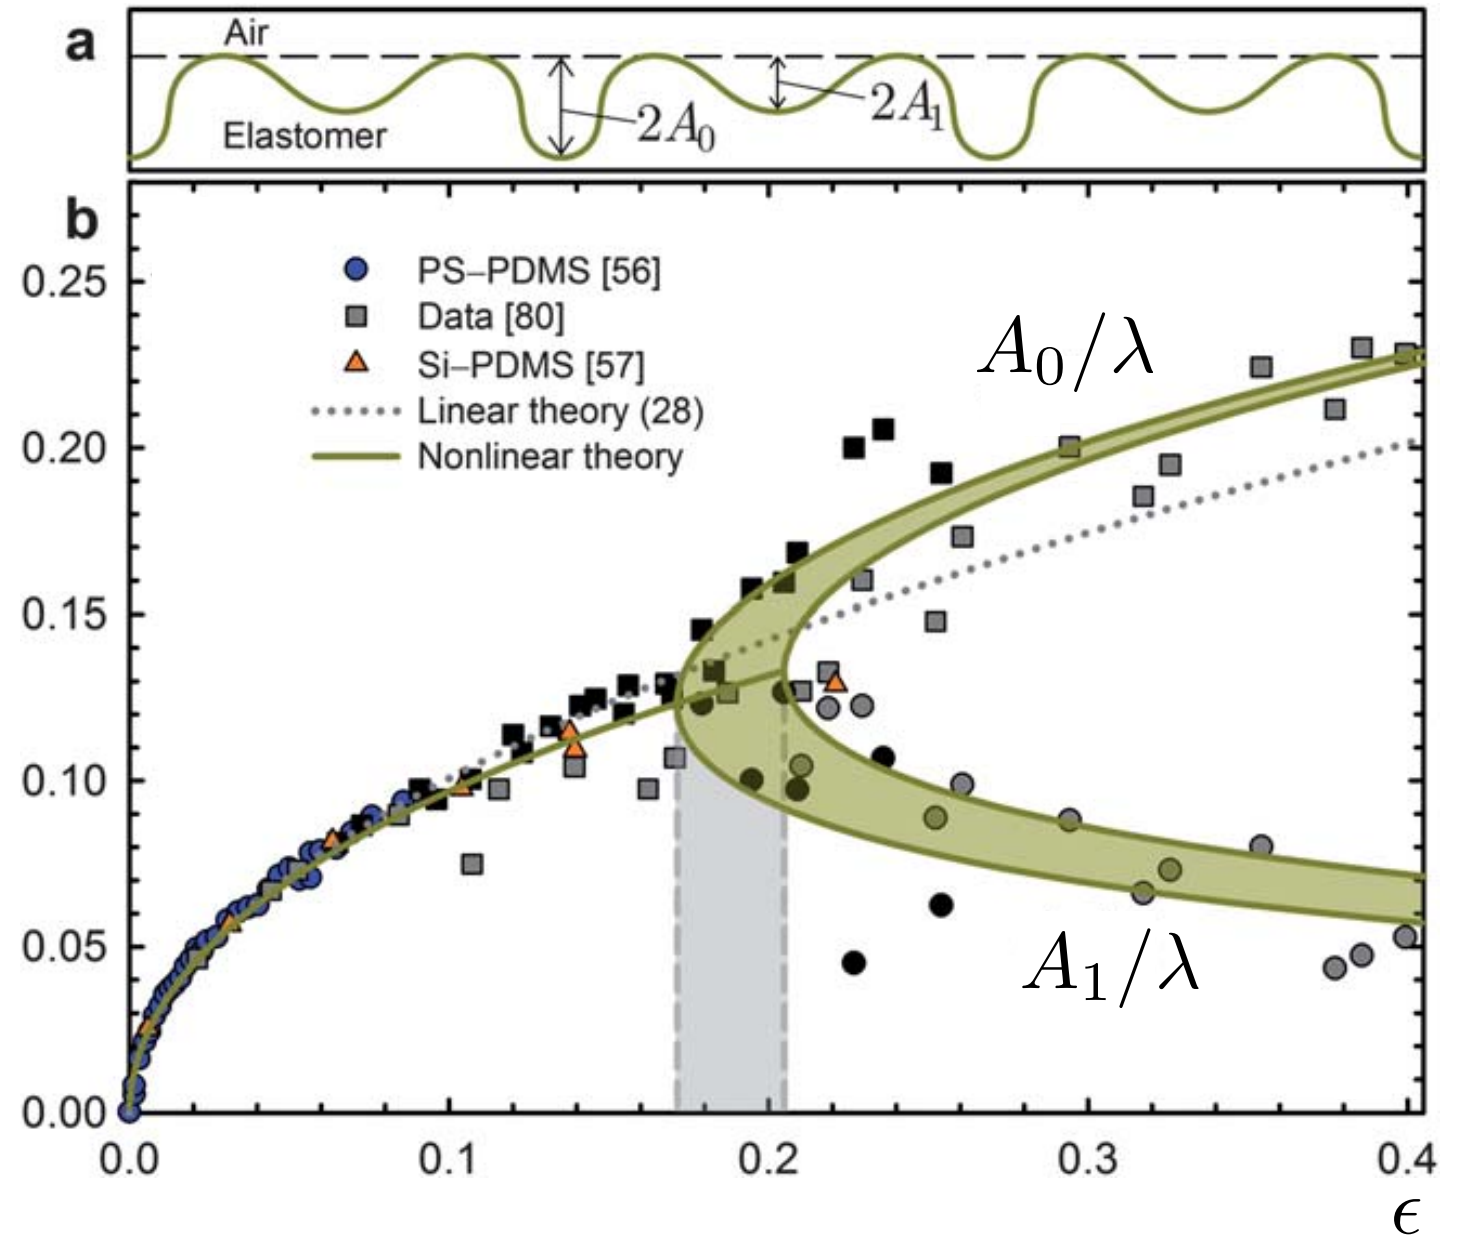 a
Air
Elastomer
2A₀
2A₁
b
PS–PDMS [56]
Data [80]
Si–PDMS [57]
Linear theory (28)
Nonlinear theory
A₀/λ
A₁/λ
0.25
0.20
0.15
0.10
0.05
0.00
0.0 0.1 0.2 0.3 0.4
ϵ